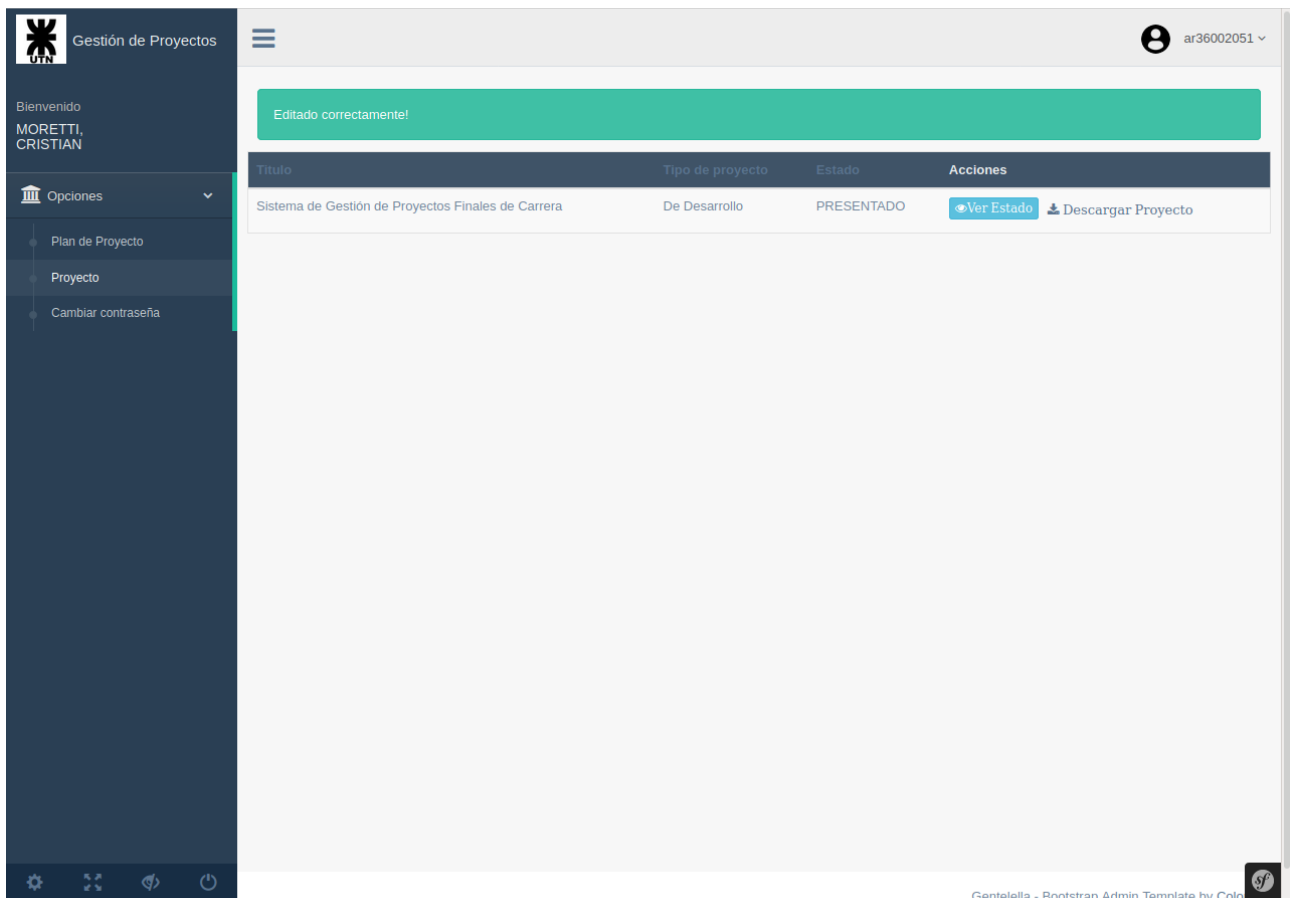 UTN
Gestión de Proyectos
ar36002051
Bienvenido
MORETTI,
CRISTIAN
Opciones
Plan de Proyecto
Proyecto
Cambiar contraseña
Editado correctamente!
Titulo Tipo de proyecto Estado Acciones
Sistema de Gestión de Proyectos Finales de Carrera De Desarrollo PRESENTADO Ver Estado Descargar Proyecto
Gentelella - Bootstrap Admin Template by Colo
sf